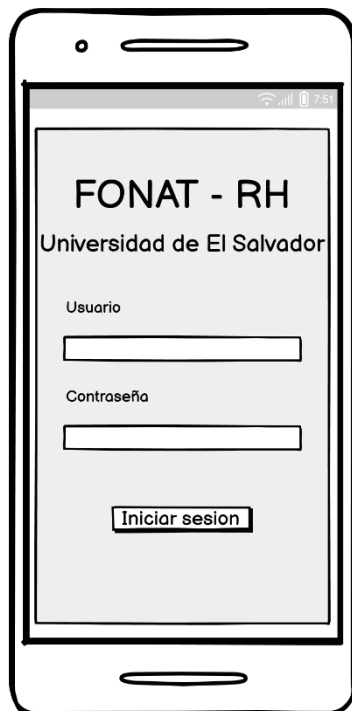 7:51
FONAT - RH
Universidad de El Salvador
Usuario
Contraseña
Iniciar sesion